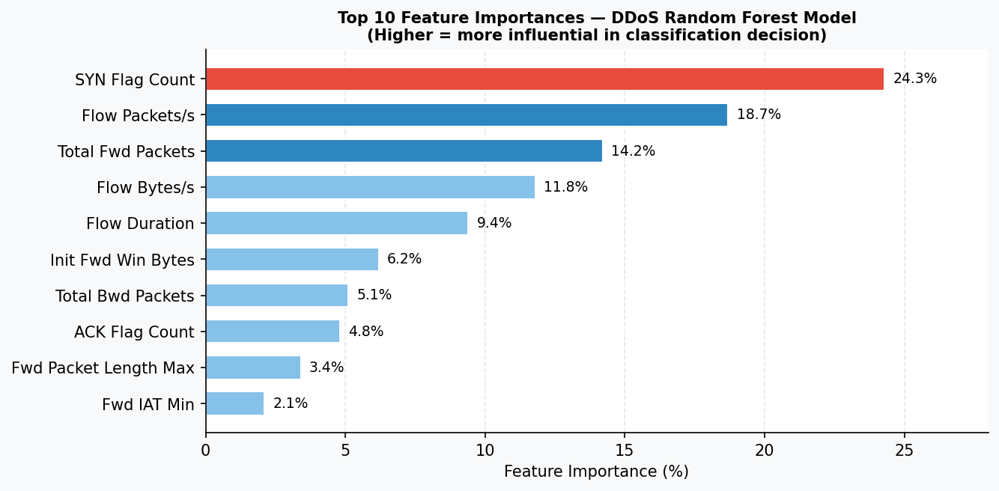 Top 10 Feature Importances — DDoS Random Forest Model
(Higher = more influential in classification decision)
SYN Flag Count 24.3%
Flow Packets/s 18.7%
Total Fwd Packets 14.2%
Flow Bytes/s 11.8%
Flow Duration 9.4%
Init Fwd Win Bytes 6.2%
Total Bwd Packets 5.1%
ACK Flag Count 4.8%
Fwd Packet Length Max 3.4%
Fwd IAT Min 2.1%
0 5 10 15 20 25
Feature Importance (%)